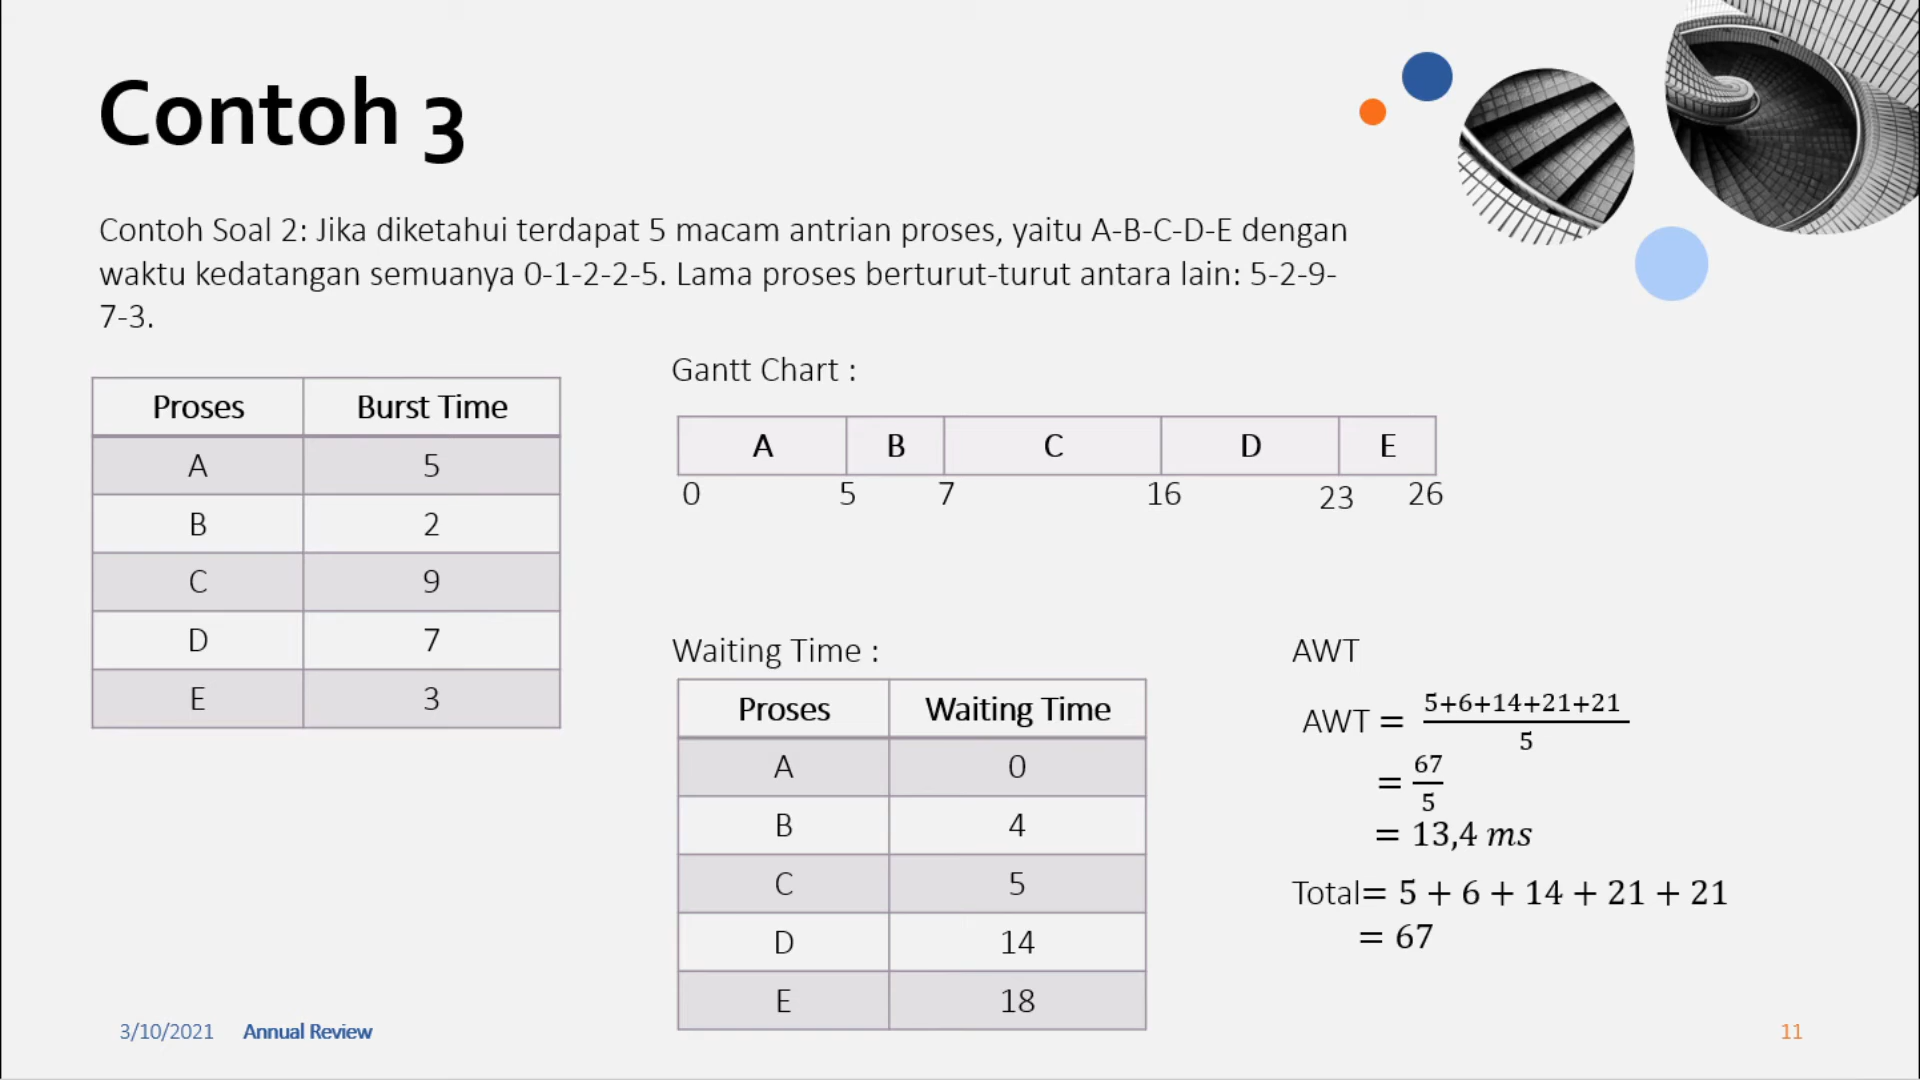 Contoh 3
Contoh Soal 2: Jika diketahui terdapat 5 macam antrian proses, yaitu A-B-C-D-E dengan
waktu kedatangan semuanya 0-1-2-2-5. Lama proses berturut-turut antara lain: 5-2-9-
7-3.
Proses Burst Time
A 5
B 2
C 9
D 7
E 3
Gantt Chart :
A B C D E
0 5 7 16 23 26
Waiting Time :
Proses Waiting Time
A 0
B 4
C 5
D 14
E 18
AWT
AWT = 5+6+14+21+21
5
= 67
5
= 13,4 ms
Total= 5 + 6 + 14 + 21 + 21
= 67
3/10/2021 Annual Review
11